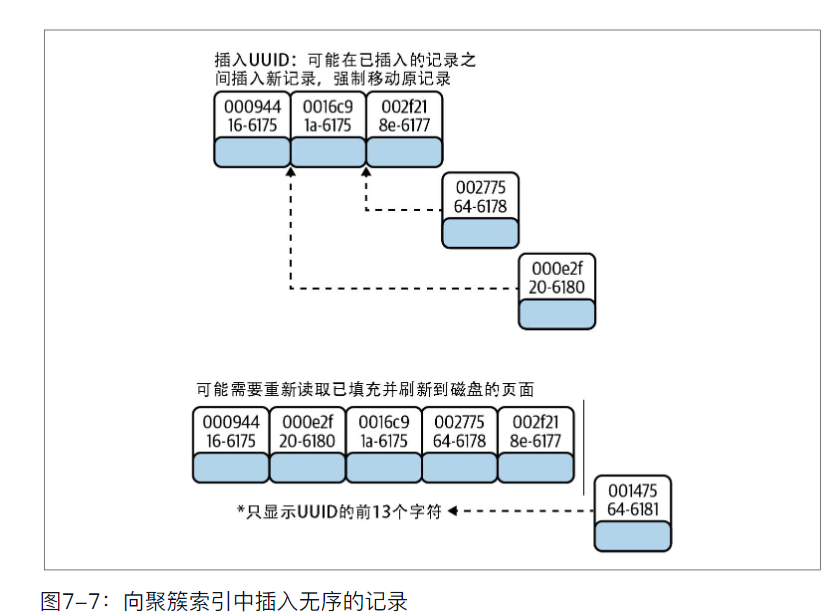 插入UUID：可能在已插入的记录之
间插入新记录，强制移动原记录
000944 0016c9 002f21
16-6175 1a-6175 8e-6177
002775
64-6178
000e2f
20-6180
可能需要重新读取已填充并刷新到磁盘的页面
000944 000e2f 0016c9 002775 002f21
16-6175 20-6180 1a-6175 64-6178 8e-6177
001475
64-6181
*只显示UUID的前13个字符
图7-7：向聚簇索引中插入无序的记录